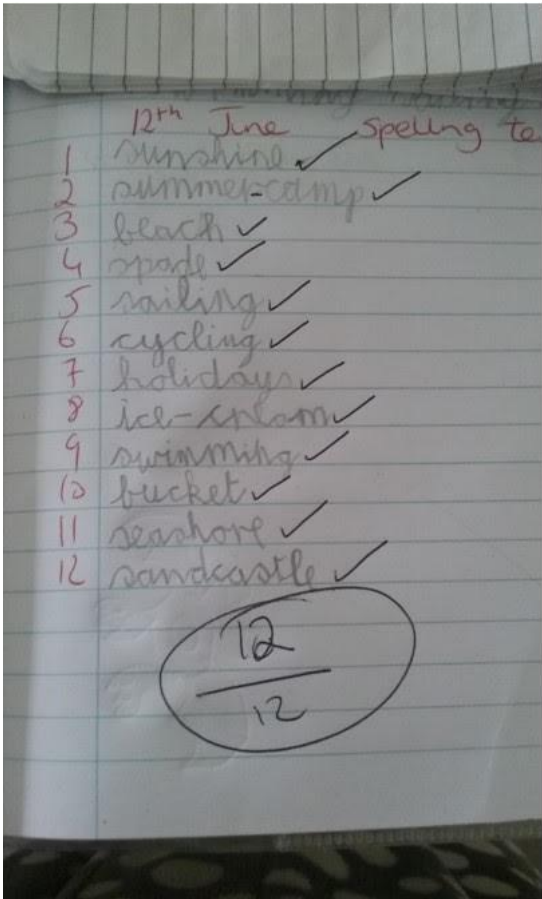 12th June Spelling te
1 sunshine
2 summer-camp
3 beach
4 spade
5 sailing
6 cycling
7 holidays
8 ice-cream
9 swimming
10 bucket
11 seashore
12 sandcastle
12
12